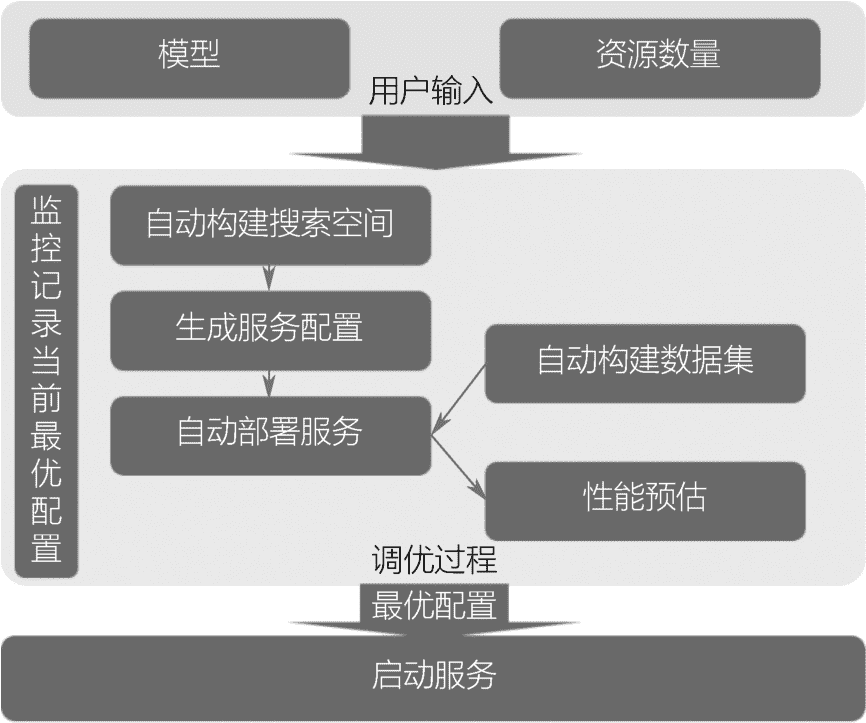 模型
资源数量
用户输入
监控记录当前最优配置
自动构建搜索空间
生成服务配置
自动构建数据集
自动部署服务
性能预估
调优过程
最优配置
启动服务